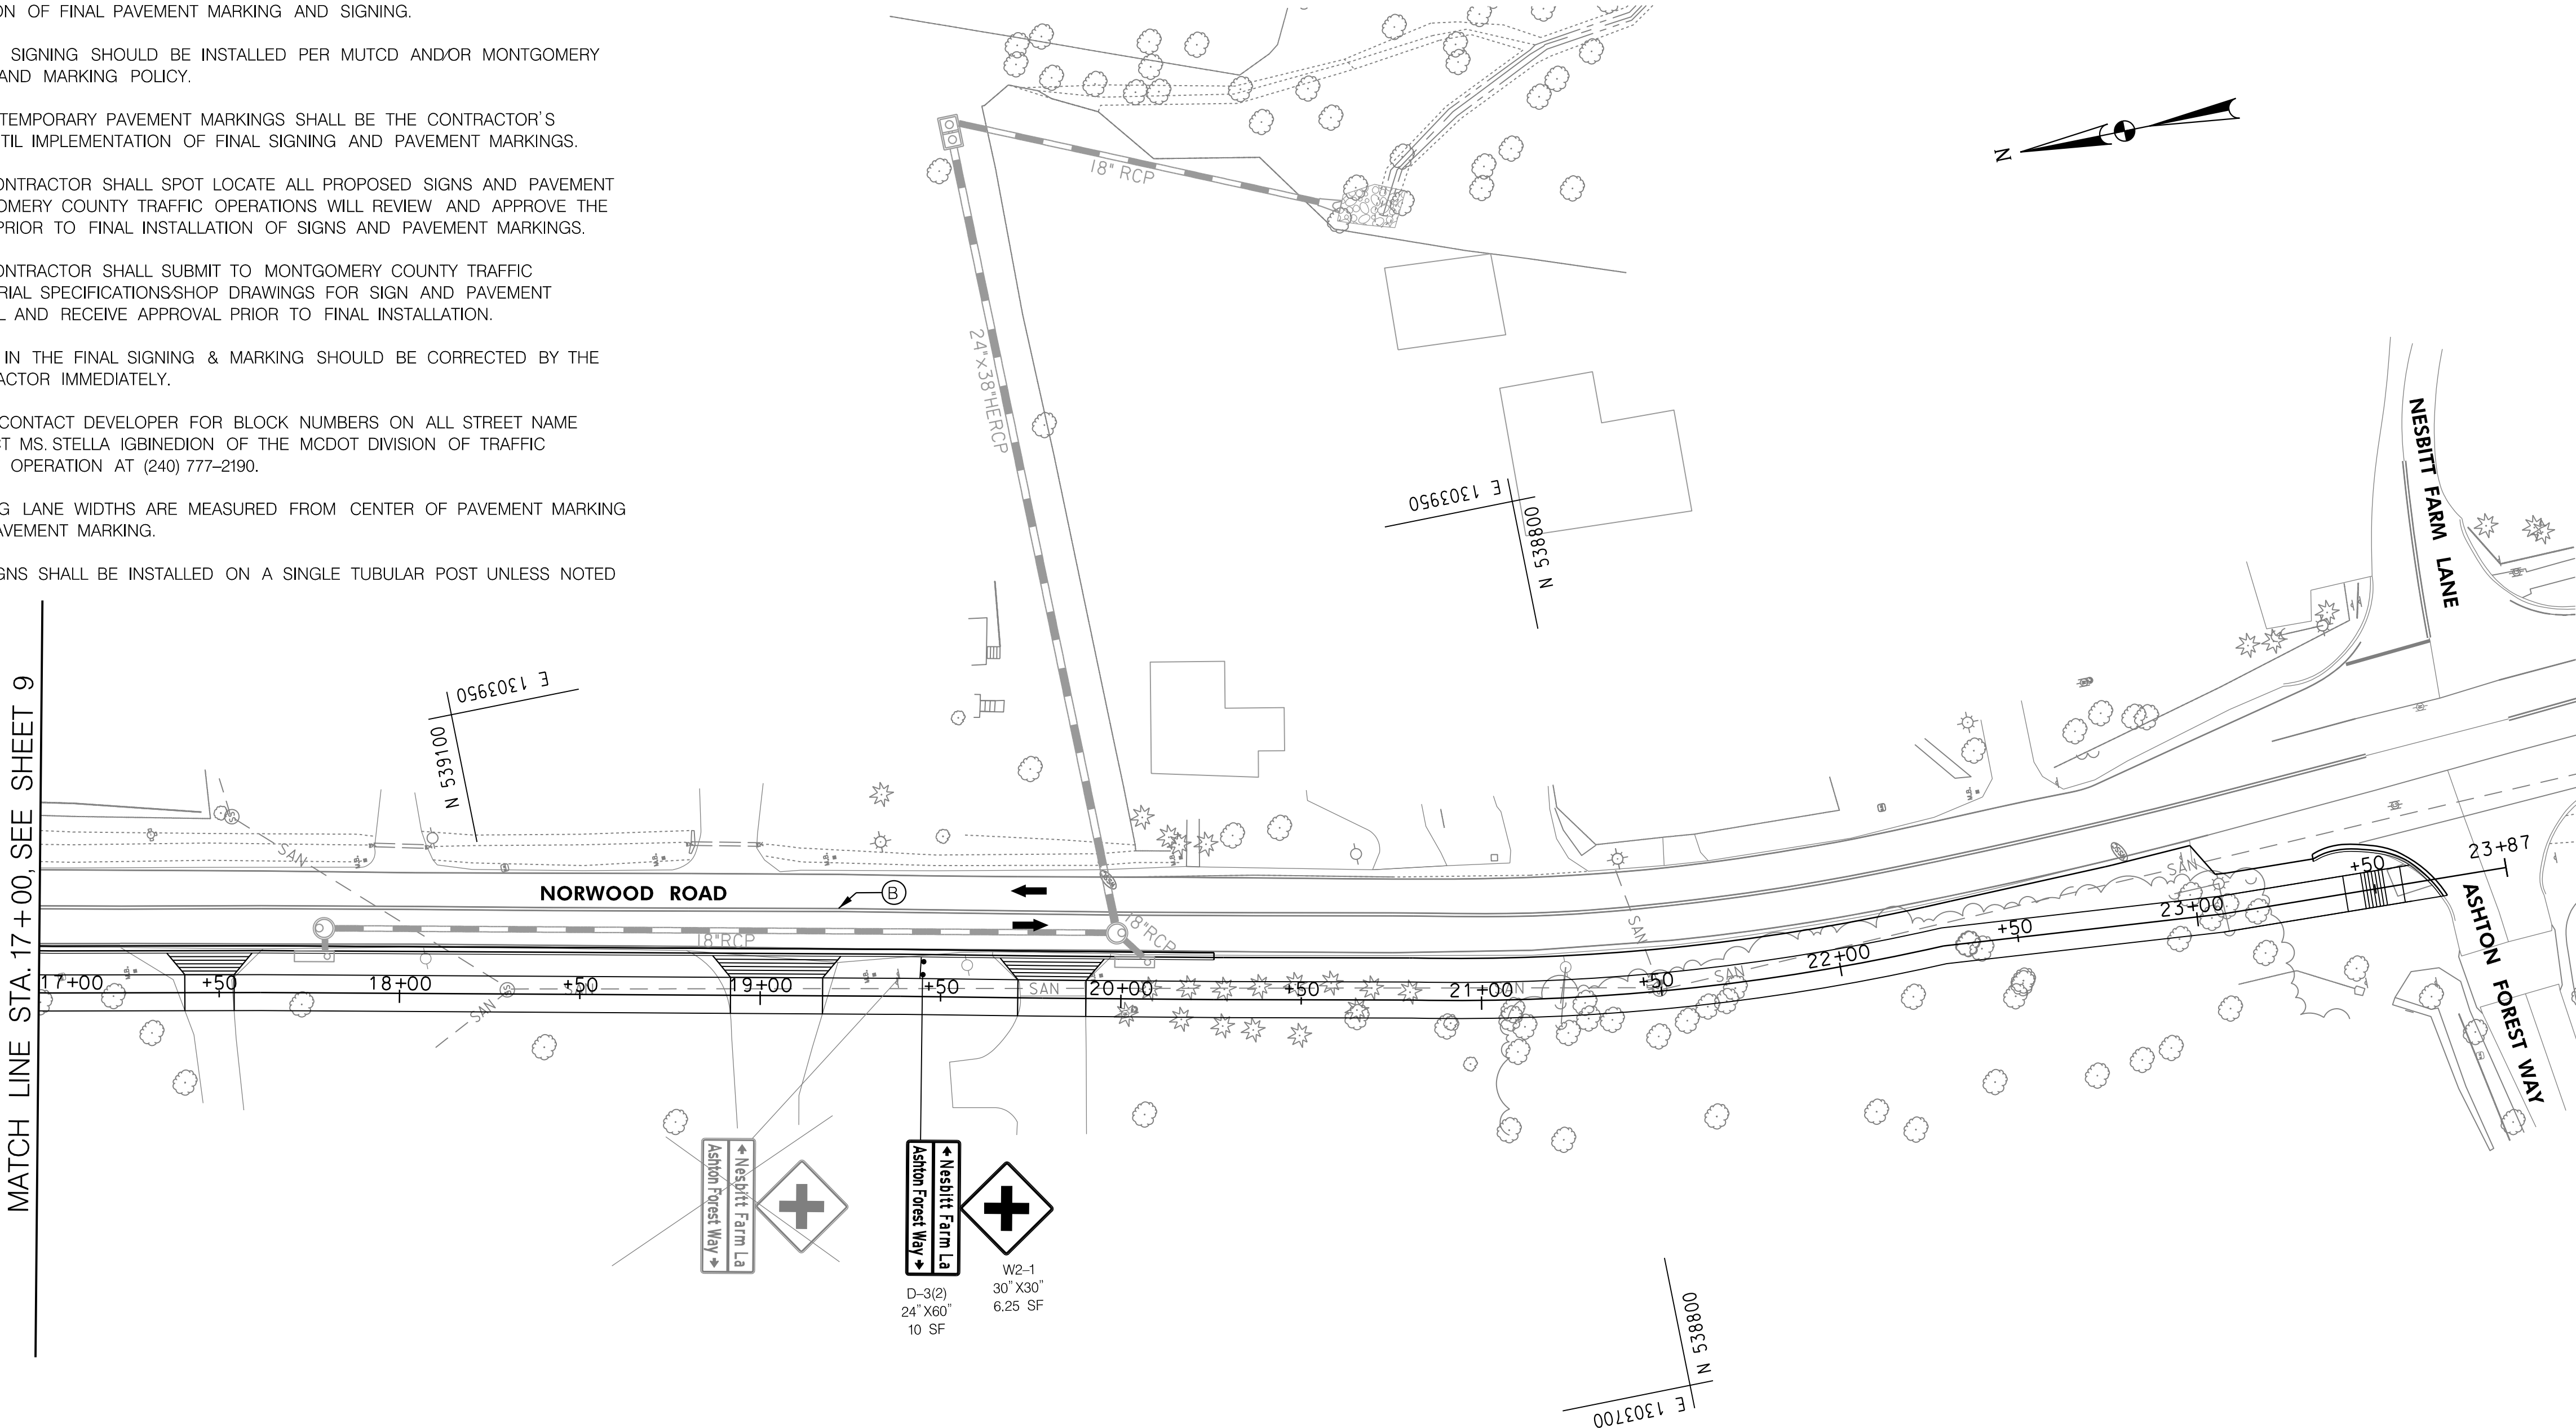 ON OF FINAL PAVEMENT MARKING AND SIGNING.
SIGNING SHOULD BE INSTALLED PER MUTCD AND/OR MONTGOMERY
AND MARKING POLICY.
TEMPORARY PAVEMENT MARKINGS SHALL BE THE CONTRACTOR'S
TIL IMPLEMENTATION OF FINAL SIGNING AND PAVEMENT MARKINGS.
ONTRACTOR SHALL SPOT LOCATE ALL PROPOSED SIGNS AND PAVEMENT
OMERY COUNTY TRAFFIC OPERATIONS WILL REVIEW AND APPROVE THE
PRIOR TO FINAL INSTALLATION OF SIGNS AND PAVEMENT MARKINGS.
ONTRACTOR SHALL SUBMIT TO MONTGOMERY COUNTY TRAFFIC
RIAL SPECIFICATIONS/SHOP DRAWINGS FOR SIGN AND PAVEMENT
L AND RECEIVE APPROVAL PRIOR TO FINAL INSTALLATION.
IN THE FINAL SIGNING & MARKING SHOULD BE CORRECTED BY THE
ACTOR IMMEDIATELY.
CONTACT DEVELOPER FOR BLOCK NUMBERS ON ALL STREET NAME
CT MS. STELLA IGBINEDION OF THE MCDOT DIVISION OF TRAFFIC
OPERATION AT (240) 777-2190.
G LANE WIDTHS ARE MEASURED FROM CENTER OF PAVEMENT MARKING
AVEMENT MARKING.
GNS SHALL BE INSTALLED ON A SINGLE TUBULAR POST UNLESS NOTED
N
18" RCP
24"x38"HERCP
E 1303950
N 538800
NESBITT FARM LANE
MATCH LINE STA. 17+00, SEE SHEET 9
E 1303950
N 539100
SAN
NORWOOD ROAD
B
18"RCP
18"RCP
SAN
SAN
SAN
SAN
SAN
SAN
SAN
SAN
17+00
+50
18+00
+50
19+00
+50
20+00
+50
21+00
+50
22+00
+50
23+00
+50
23+87
ASHTON FOREST WAY
Nesbitt Farm La
Ashton Forest Way
Nesbitt Farm La
Ashton Forest Way
D-3(2)
24"X60"
10 SF
W2-1
30"X30"
6.25 SF
N 538800
E 1303700